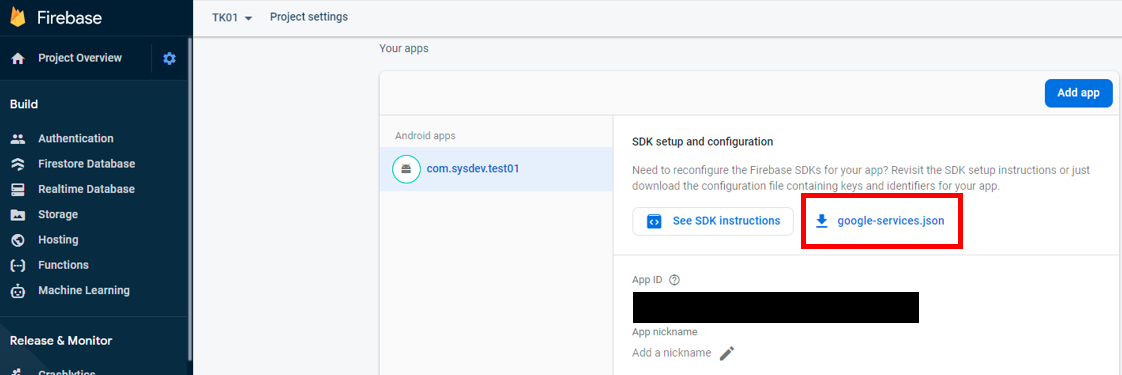 Firebase
TK01 Project settings
Project Overview
Build
Authentication
Firestore Database
Realtime Database
Storage
Hosting
Functions
Machine Learning
Release & Monitor
Crashlytics
Your apps
Add app
Android apps
com.sysdev.test01
SDK setup and configuration
Need to reconfigure the Firebase SDKs for your app? Revisit the SDK setup instructions or just
download the configuration file containing keys and identifiers for your app.
See SDK instructions
google-services.json
App ID
App nickname
Add a nickname